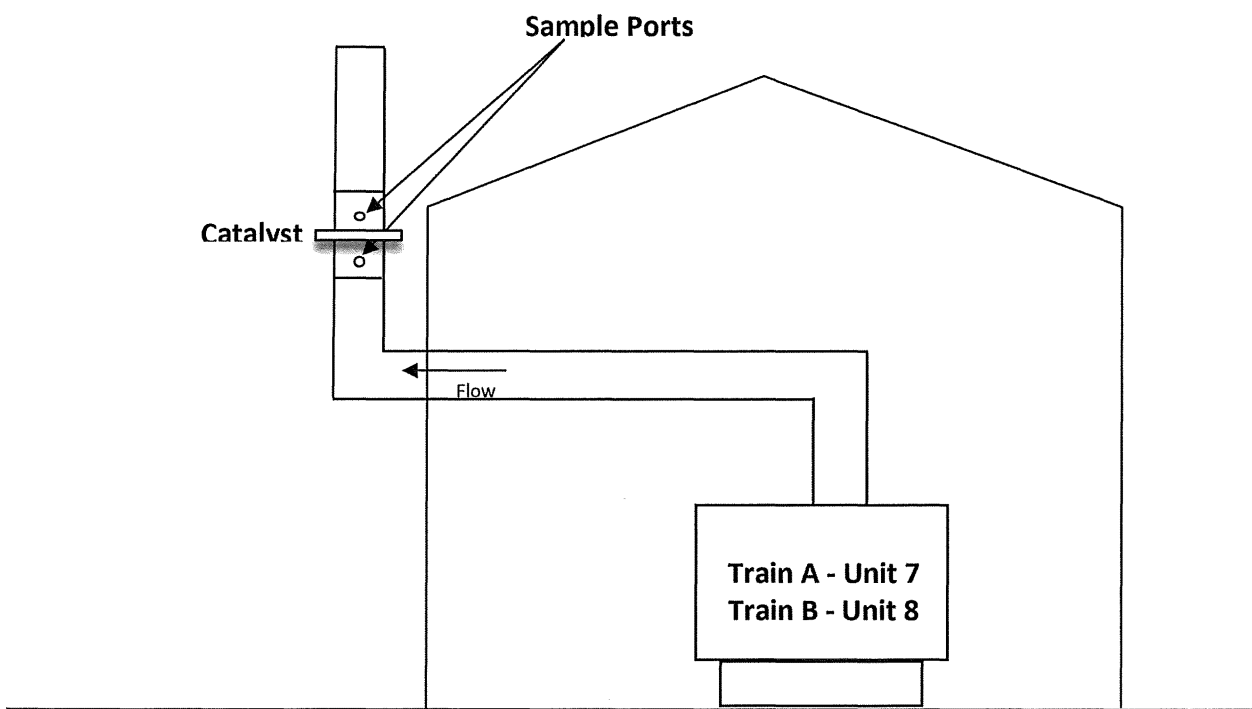 Sample Ports
Catalyst
Flow
Train A - Unit 7
Train B - Unit 8